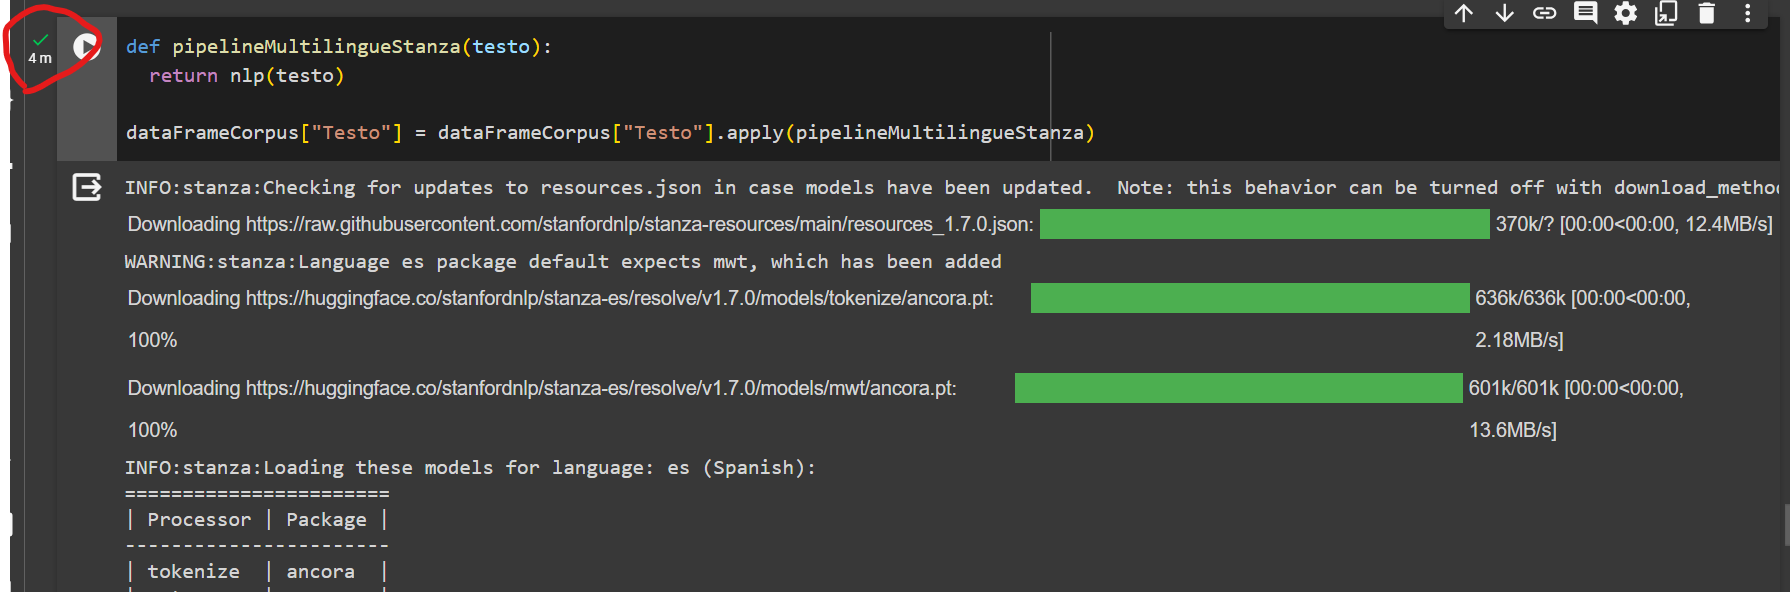 4 m
def pipelineMultilingueStanza(testo):
return nlp(testo)
dataFrameCorpus["Testo"] = dataFrameCorpus["Testo"].apply(pipelineMultilingueStanza)
INFO:stanza:Checking for updates to resources.json in case models have been updated.  Note: this behavior can be turned off with download_metho
Downloading https://raw.githubusercontent.com/stanfordnlp/stanza-resources/main/resources_1.7.0.json: 370k/? [00:00<00:00, 12.4MB/s]
WARNING:stanza:Language es package default expects mwt, which has been added
Downloading https://huggingface.co/stanfordnlp/stanza-es/resolve/v1.7.0/models/tokenize/ancora.pt: 636k/636k [00:00<00:00,
100% 2.18MB/s]
Downloading https://huggingface.co/stanfordnlp/stanza-es/resolve/v1.7.0/models/mwt/ancora.pt: 601k/601k [00:00<00:00,
100% 13.6MB/s]
INFO:stanza:Loading these models for language: es (Spanish):
=======================
| Processor | Package |
-----------------------
| tokenize  | ancora  |